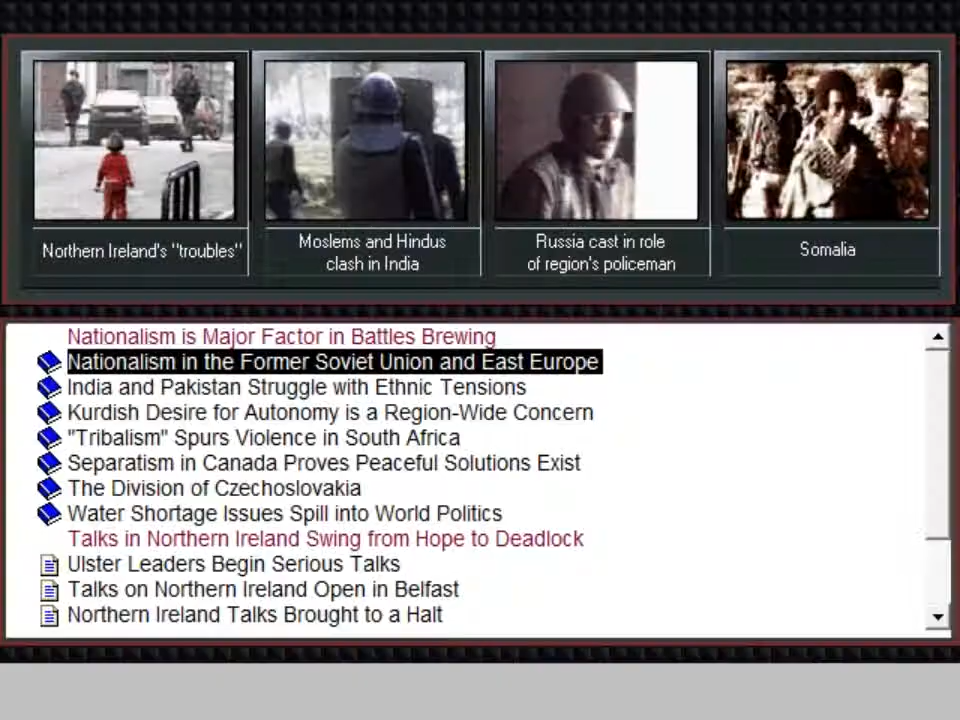 Northern Ireland's "troubles"
Moslems and Hindus
clash in India
Russia cast in role
of region's policeman
Somalia
Nationalism is Major Factor in Battles Brewing
Nationalism in the Former Soviet Union and East Europe
India and Pakistan Struggle with Ethnic Tensions
Kurdish Desire for Autonomy is a Region-Wide Concern
"Tribalism" Spurs Violence in South Africa
Separatism in Canada Proves Peaceful Solutions Exist
The Division of Czechoslovakia
Water Shortage Issues Spill into World Politics
Talks in Northern Ireland Swing from Hope to Deadlock
Ulster Leaders Begin Serious Talks
Talks on Northern Ireland Open in Belfast
Northern Ireland Talks Brought to a Halt